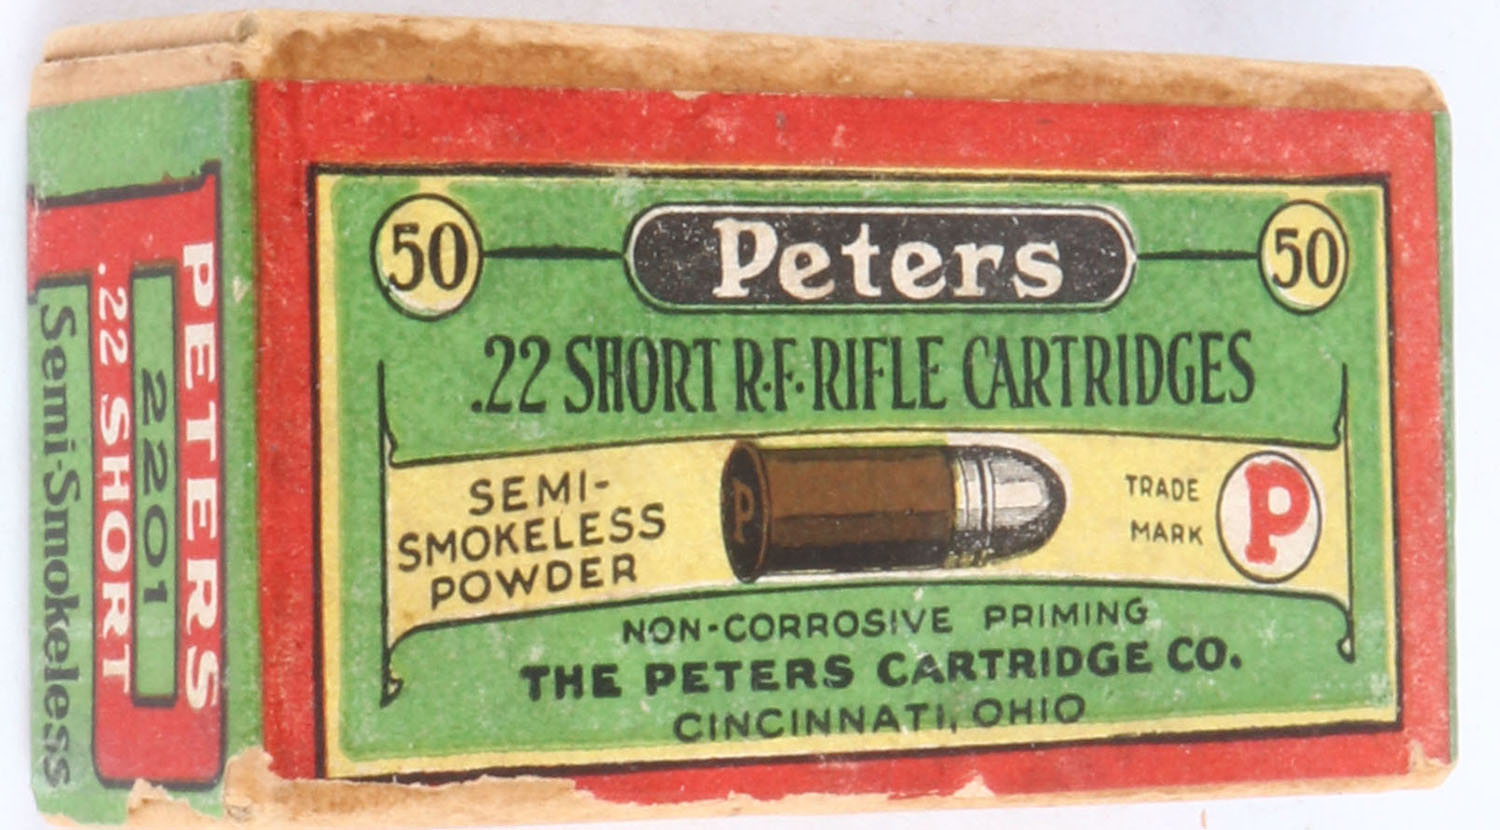 50 Peters 50
.22 SHORT R.F. RIFLE CARTRIDGES
SEMI-
SMOKELESS
POWDER
P
TRADE
MARK
P
NON-CORROSIVE PRIMING
THE PETERS CARTRIDGE CO.
CINCINNATI, OHIO
PETERS
2201
.22 SHORT
Semi-Smokeless